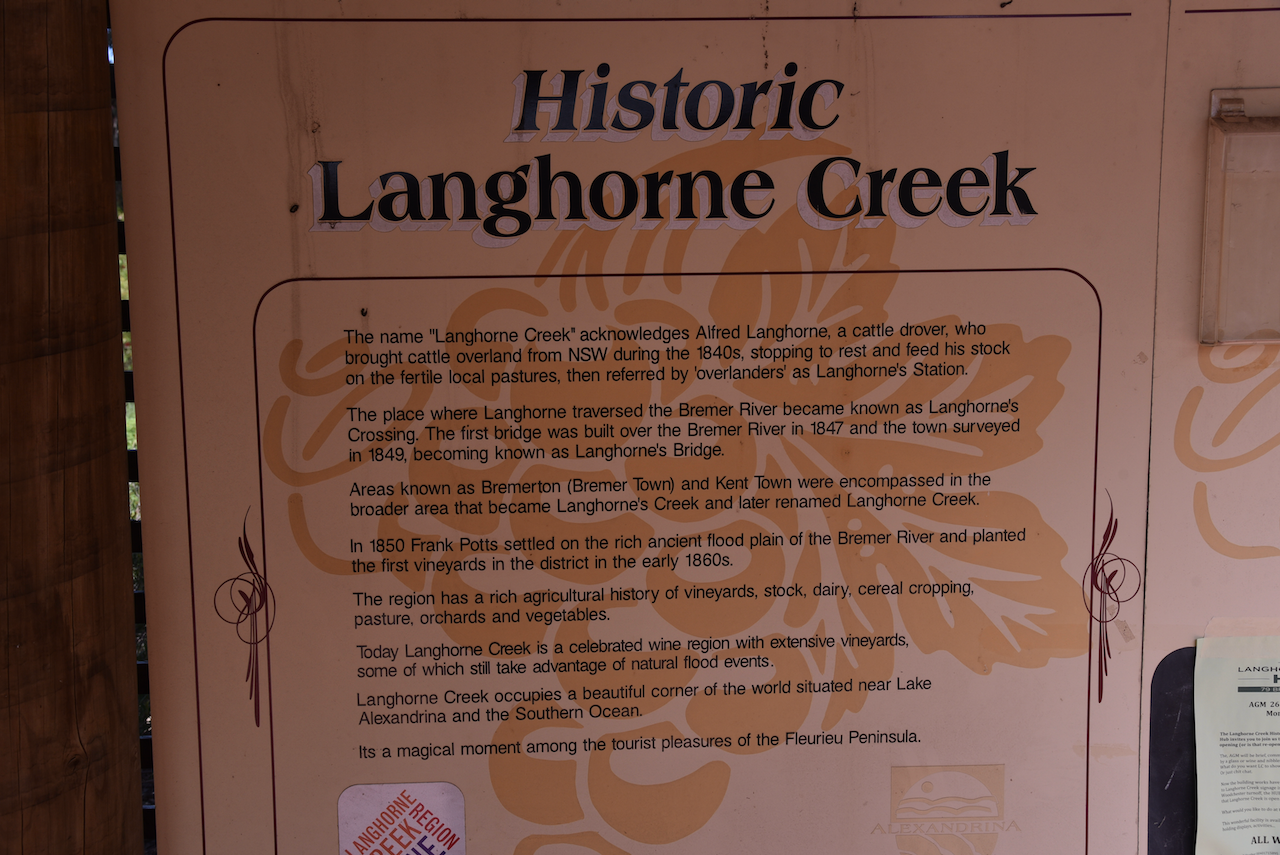 Historic
Langhorne Creek
The name "Langhorne Creek" acknowledges Alfred Langhorne, a cattle drover, who
brought cattle overland from NSW during the 1840s, stopping to rest and feed his stock
on the fertile local pastures, then referred by 'overlanders' as Langhorne's Station.
The place where Langhorne traversed the Bremer River became known as Langhorne's
Crossing. The first bridge was built over the Bremer River in 1847 and the town surveyed
in 1849, becoming known as Langhorne's Bridge.
Areas known as Bremerton (Bremer Town) and Kent Town were encompassed in the
broader area that became Langhorne's Creek and later renamed Langhorne Creek.
In 1850 Frank Potts settled on the rich ancient flood plain of the Bremer River and planted
the first vineyards in the district in the early 1860s.
The region has a rich agricultural history of vineyards, stock, dairy, cereal cropping,
pasture, orchards and vegetables.
Today Langhorne Creek is a celebrated wine region with extensive vineyards,
some of which still take advantage of natural flood events.
Langhorne Creek occupies a beautiful corner of the world situated near Lake
Alexandrina and the Southern Ocean.
Its a magical moment among the tourist pleasures of the Fleurieu Peninsula.
LANGHORNE
REGION
ALEXANDRINA
AGM 26
ALL W